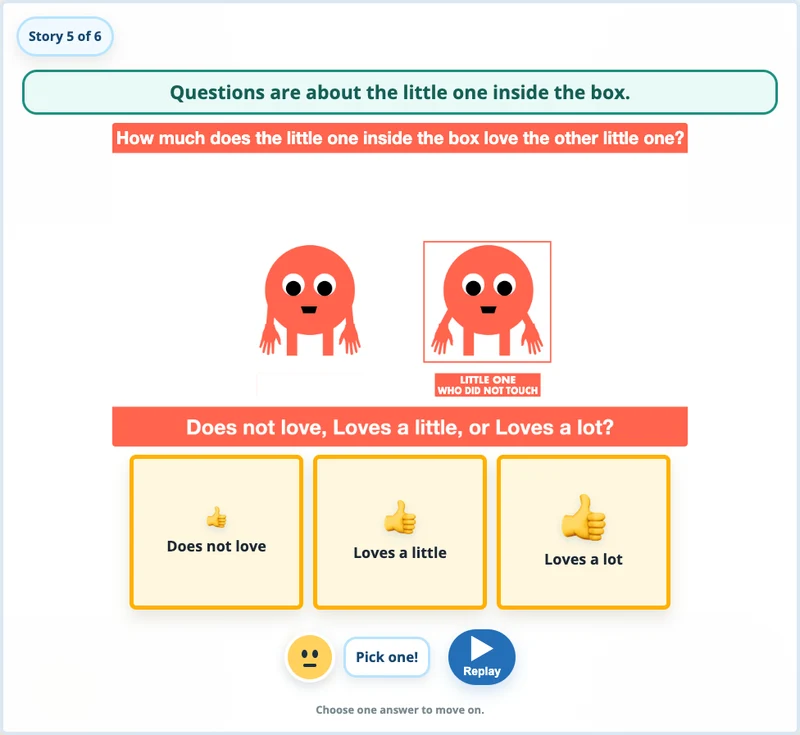 Story 5 of 6
Questions are about the little one inside the box.
How much does the little one inside the box love the other little one?
LITTLE ONE
WHO DID NOT TOUCH
Does not love, Loves a little, or Loves a lot?
Does not love
Loves a little
Loves a lot
Pick one!
Replay
Choose one answer to move on.